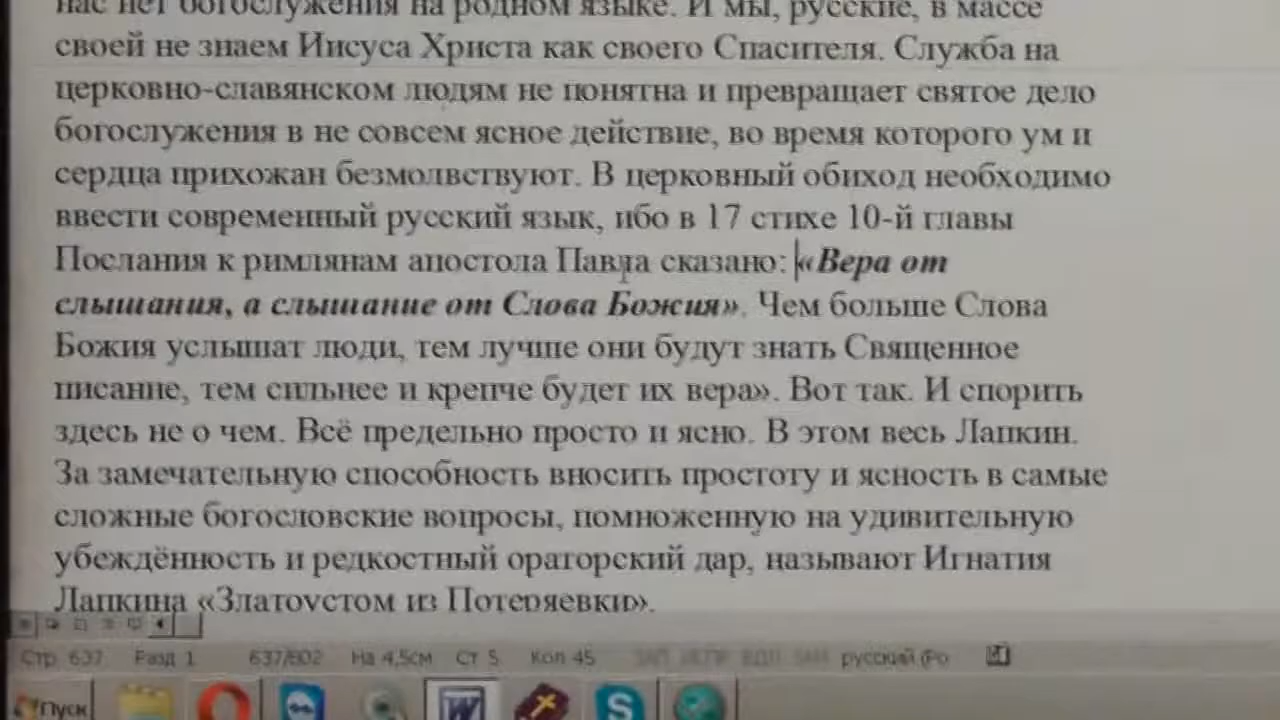 нас нет богослужения на родном языке. И мы, русские, в массе
своей не знаем Иисуса Христа как своего Спасителя. Служба на
церковно-славянском людям не понятна и превращает святое дело
богослужения в не совсем ясное действие, во время которого ум и
сердца прихожан безмолвствуют. В церковный обиход необходимо
ввести современный русский язык, ибо в 17 стихе 10-й главы
Послания к римлянам апостола Павла сказано: «Вера от
слышания, а слышание от Слова Божия». Чем больше Слова
Божия услышат люди, тем лучше они будут знать Священное
писание, тем сильнее и крепче будет их вера». Вот так. И спорить
здесь не о чем. Всё предельно просто и ясно. В этом весь Лапкин.
За замечательную способность вносить простоту и ясность в самые
сложные богословские вопросы, помноженную на удивительную
убеждённость и редкостный ораторский дар, называют Игнатия
Лапкина «Златоустом из Потеряевки».
Стр. 637 Разд 1 637/802 На 4,5см Ст 5 Кол 45 ЗАП ИСПР ВДЛ ЗАМ русский (Ро
Пуск